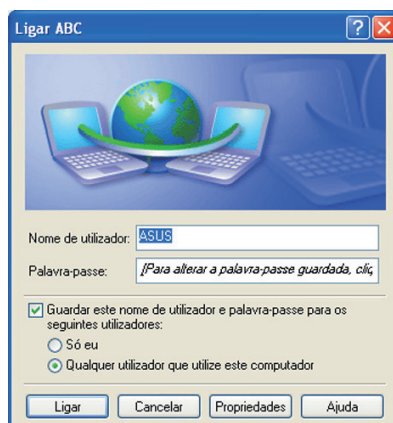 Ligar ABC
Nome de utilizador: ASUS
Palavra-passe: [Para alterar a palavra-passe guardada, cliq
Guardar este nome de utilizador e palavra-passe para os
seguintes utilizadores:
Só eu
Qualquer utilizador que utilize este computador
Ligar Cancelar Propriedades Ajuda